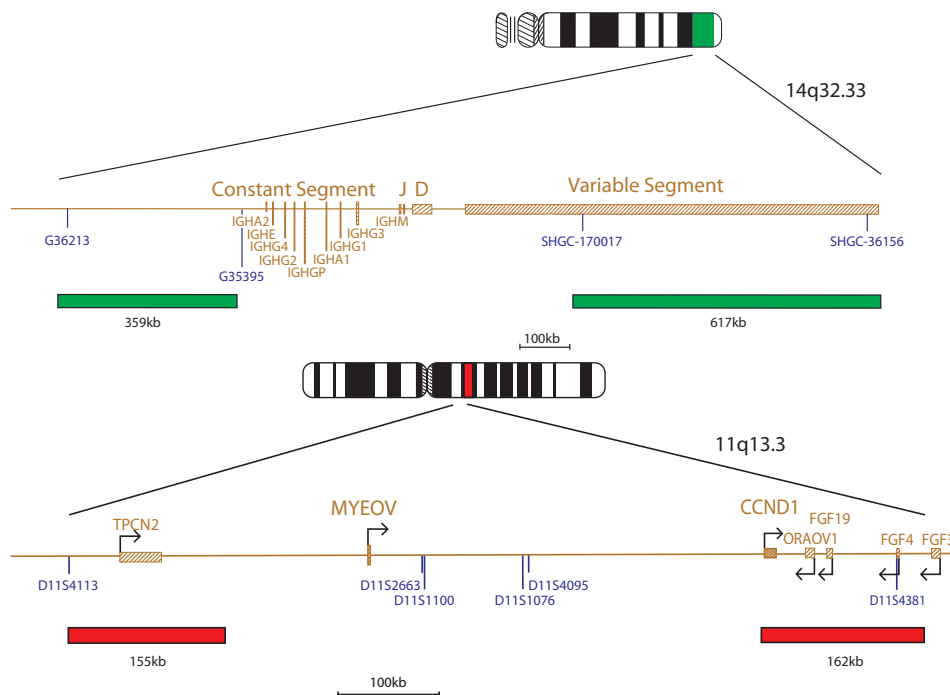 14q32.33
Constant Segment J D Variable Segment
IGHA2
IGHE
IGHG4
IGHG2
IGHGP
IGHA1
IGHG1
IGHG3
IGHM
G36213
G35395
SHGC-170017
SHGC-36156
359kb
617kb
100kb
11q13.3
TPCN2
MYEOV
CCND1
FGF19
ORAOV1
FGF4
FGF3
D11S4113
D11S2663
D11S1100
D11S4095
D11S1076
D11S4381
155kb
162kb
100kb